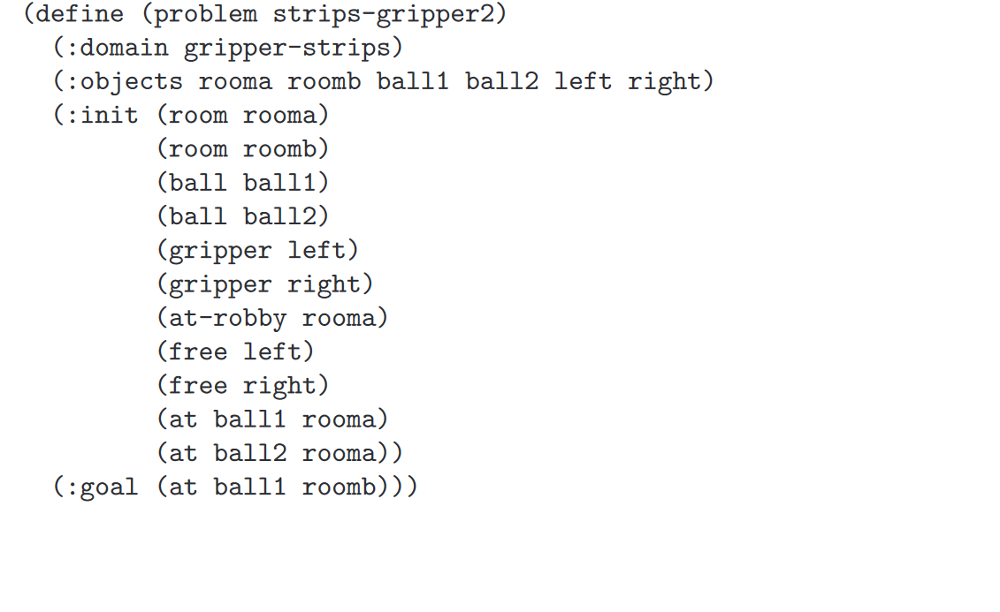 (define (problem strips-gripper2)
(:domain gripper-strips)
(:objects rooma roomb ball1 ball2 left right)
(:init (room rooma)
(room roomb)
(ball ball1)
(ball ball2)
(gripper left)
(gripper right)
(at-robby rooma)
(free left)
(free right)
(at ball1 rooma)
(at ball2 rooma))
(:goal (at ball1 roomb)))